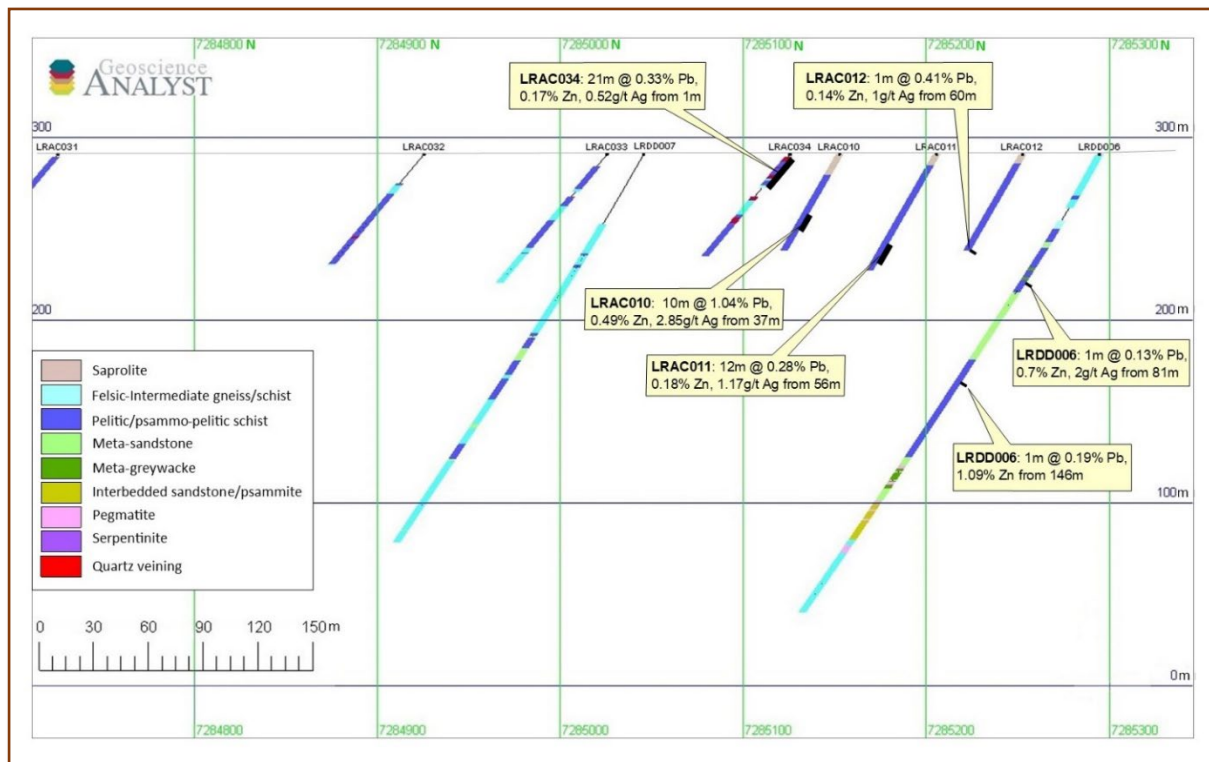 7284800 N
7284900 N
7285000 N
7285100 N
7285200 N
7285300 N
Geoscience
ANALYST
LRAC034: 21m @ 0.33% Pb,
0.17% Zn, 0.52g/t Ag from 1m
LRAC012: 1m @ 0.41% Pb,
0.14% Zn, 1g/t Ag from 60m
300
300 m
LRAC031
LRAC032
LRAC033
LRDD007
LRAC034
LRAC010
LRAC011
LRAC012
LRDD006
LRAC010: 10m @ 1.04% Pb,
0.49% Zn, 2.85g/t Ag from 37m
200
200 m
LRAC011: 12m @ 0.28% Pb,
0.18% Zn, 1.17g/t Ag from 56m
LRDD006: 1m @ 0.13% Pb,
0.7% Zn, 2g/t Ag from 81m
LRDD006: 1m @ 0.19% Pb,
1.09% Zn from 146m
Saprolite
Felsic-Intermediate gneiss/schist
Pelitic/psammo-pelitic schist
Meta-sandstone
Meta-greywacke
Interbedded sandstone/psammite
Pegmatite
Serpentinite
Quartz veining
100m
0 30 60 90 120 150 m
0m
7284800
7284900
7285000
7285100
7285200
7285300